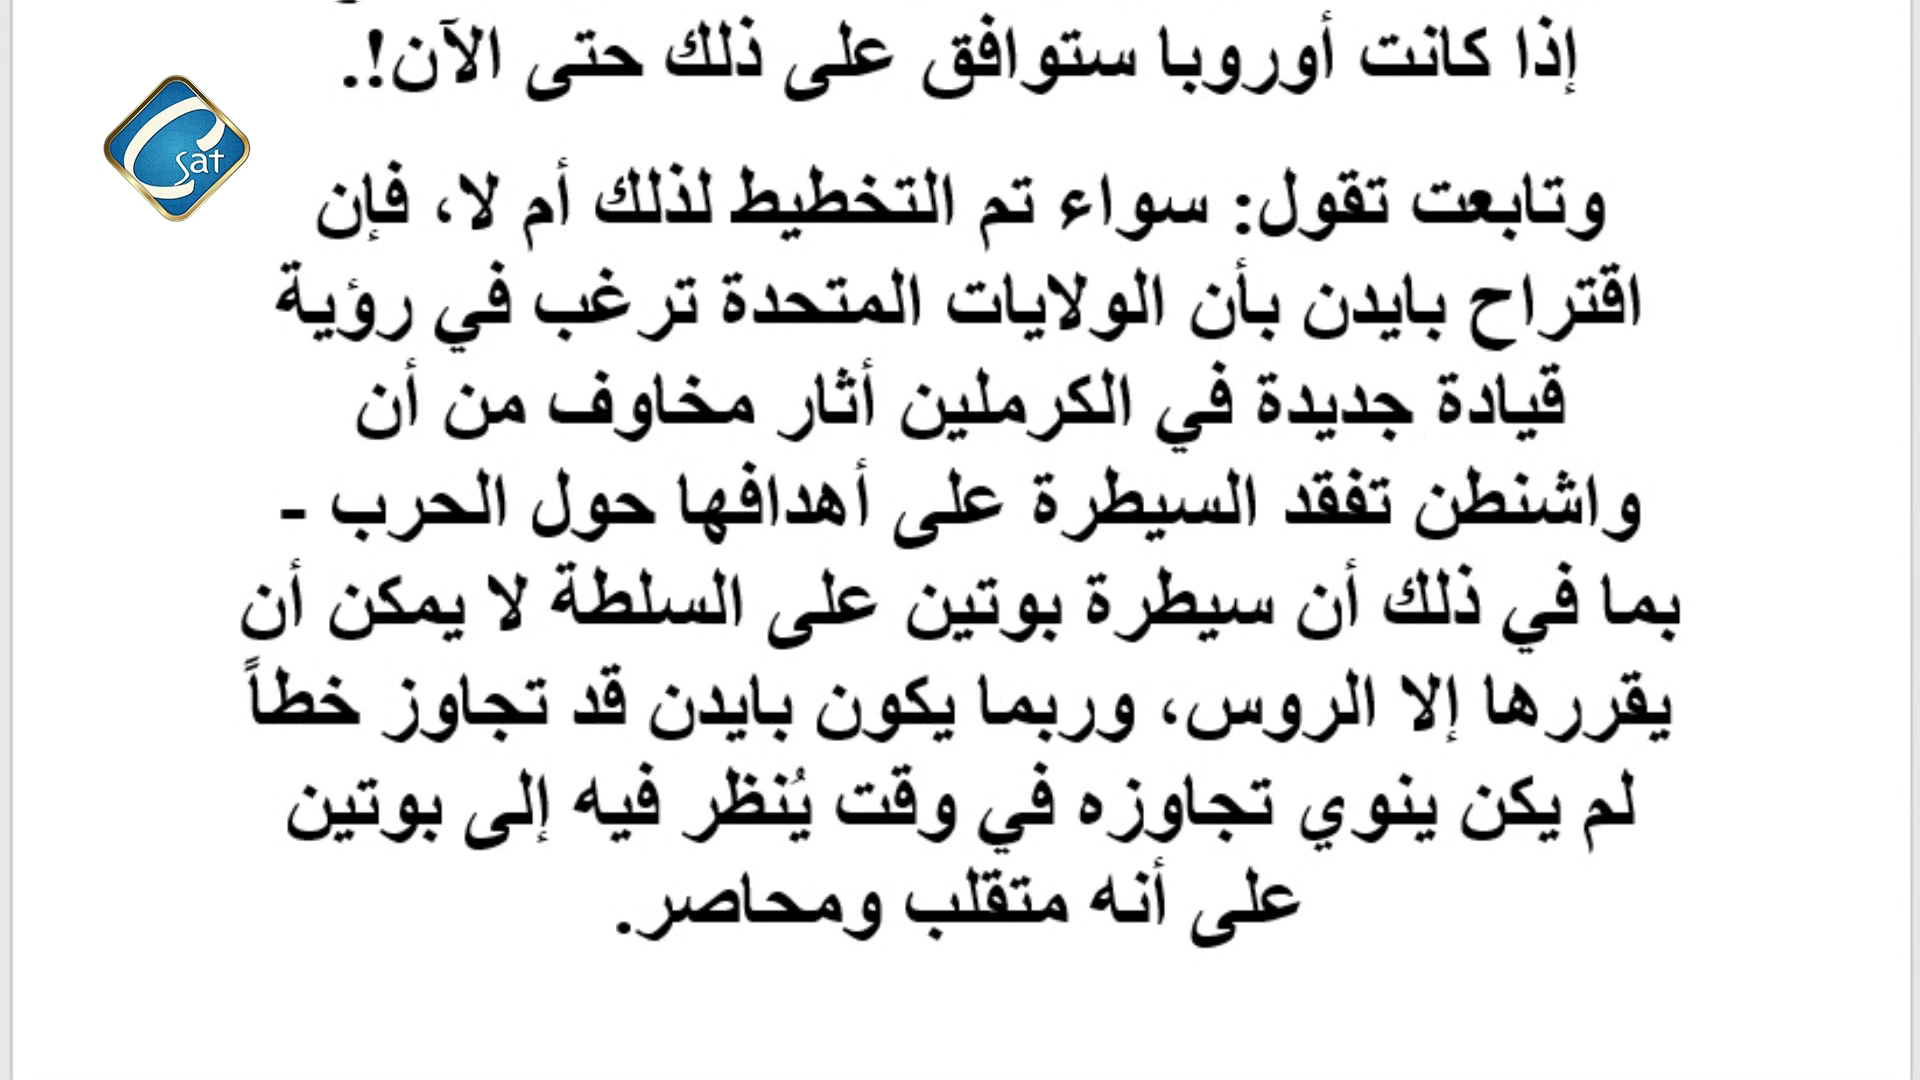 إذا كانت أوروبا ستوافق على ذلك حتى الآن!.
sat
وتابعت تقول: سواء تم التخطيط لذلك أم لا، فإن
اقتراح بايدن بأن الولايات المتحدة ترغب في رؤية
قيادة جديدة في الكرملين أثار مخاوف من أن
واشنطن تفقد السيطرة على أهدافها حول الحرب -
بما في ذلك أن سيطرة بوتين على السلطة لا يمكن أن
يقررها إلا الروس، وربما يكون بايدن قد تجاوز خطاً
لم يكن ينوي تجاوزه في وقت يُنظر فيه إلى بوتين
على أنه متقلب ومحاصر.